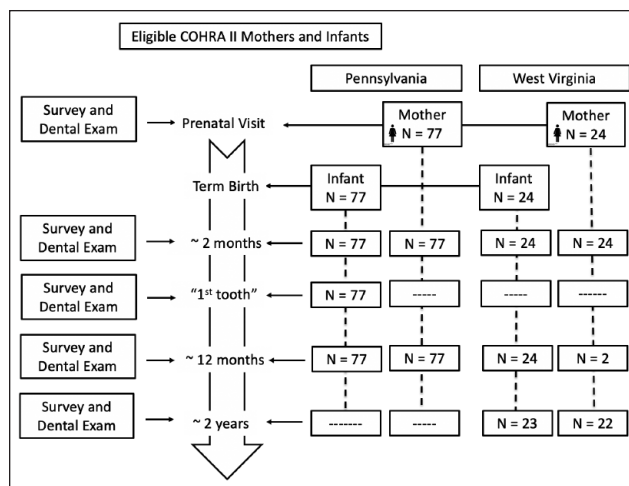 Eligible COHRA II Mothers and Infants
Pennsylvania
West Virginia
Survey and
Dental Exam
Prenatal Visit
Mother
N = 77
Mother
N = 24
Term Birth
Infant
N = 77
Infant
N = 24
Survey and
Dental Exam
~ 2 months
N = 77
N = 77
N = 24
N = 24
Survey and
Dental Exam
“1st tooth”
N = 77
-----
-----
------
Survey and
Dental Exam
~ 12 months
N = 77
N = 77
N = 24
N = 2
Survey and
Dental Exam
~ 2 years
-------
-----
N = 23
N = 22